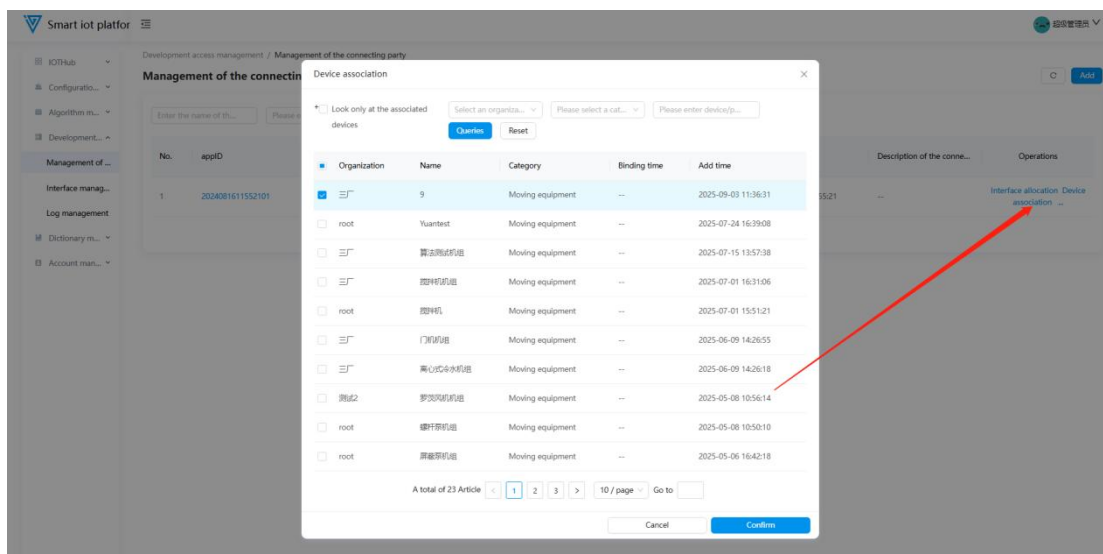 Smart iot platfor
超级管理员
IOTHub
Configuratio...
Algorithm m...
Development...
Management of ...
Interface manag...
Log management
Dictionary m...
Account man...
Development access management / Management of the connecting party
Management of the connectin
Add
Enter the name of th...
Please e
No. appID
Description of the conne... Operations
1 2024081611552101
55:21 -- Interface allocation Device
association ...
Device association
* Look only at the associated
devices
Select an organiza... Please select a cat... Please enter device/p...
Queries Reset
Organization Name Category Binding time Add time
三厂 9 Moving equipment -- 2025-09-03 11:36:31
root Yuantest Moving equipment -- 2025-07-24 16:39:08
三厂 算法测试机组 Moving equipment -- 2025-07-15 13:57:38
三厂 搅拌机机组 Moving equipment -- 2025-07-01 16:31:06
root 搅拌机 Moving equipment -- 2025-07-01 15:51:21
三厂 门机机组 Moving equipment -- 2025-06-09 14:26:55
三厂 离心式冷水机组 Moving equipment -- 2025-06-09 14:26:18
测试2 罗茨风机机组 Moving equipment -- 2025-05-08 10:56:14
root 螺杆泵机组 Moving equipment -- 2025-05-08 10:50:10
root 屏蔽泵机组 Moving equipment -- 2025-05-06 16:42:18
A total of 23 Article < 1 2 3 > 10 / page Go to
Cancel Confirm